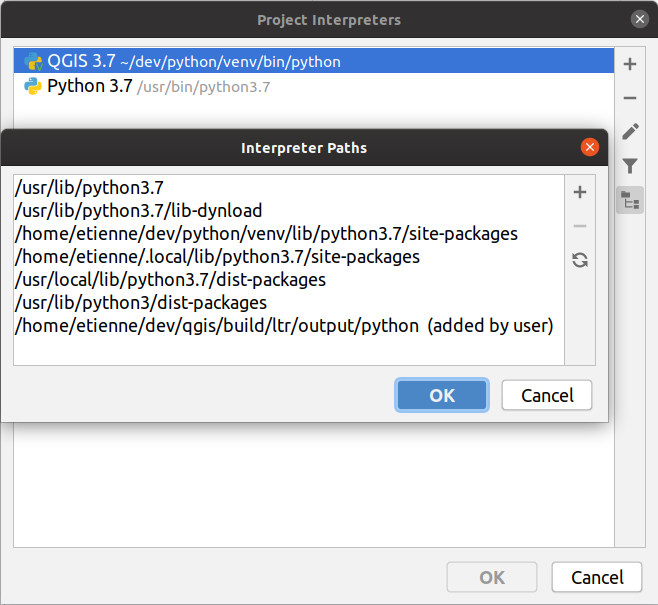 Project Interpreters
QGIS 3.7 ~/dev/python/venv/bin/python
Python 3.7 /usr/bin/python3.7
Interpreter Paths
/usr/lib/python3.7
/usr/lib/python3.7/lib-dynload
/home/etienne/dev/python/venv/lib/python3.7/site-packages
/home/etienne/.local/lib/python3.7/site-packages
/usr/local/lib/python3.7/dist-packages
/usr/lib/python3/dist-packages
/home/etienne/dev/qgis/build/ltr/output/python (added by user)
OK Cancel
OK Cancel